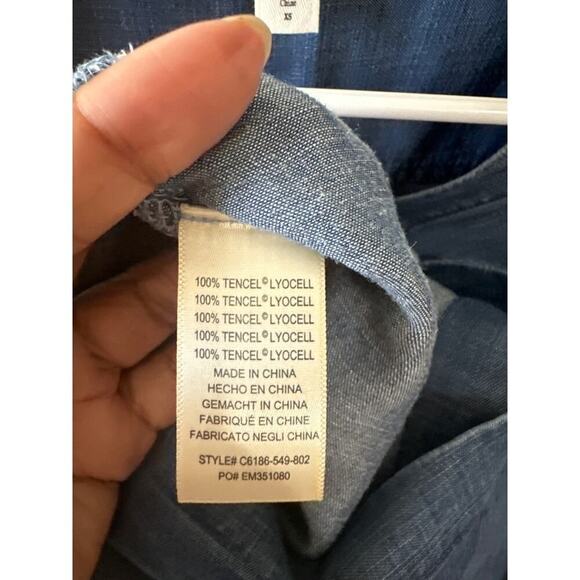 China
XS
100% TENCEL©LYOCELL
100% TENCEL©LYOCELL
100% TENCEL©LYOCELL
100% TENCEL©LYOCELL
100% TENCEL©LYOCELL
MADE IN CHINA
HECHO EN CHINA
GEMACHT IN CHINA
FABRIQUÉ EN CHINE
FABRICATO NEGLI CHINA
STYLE# C6186-549-802
PO# EM351080